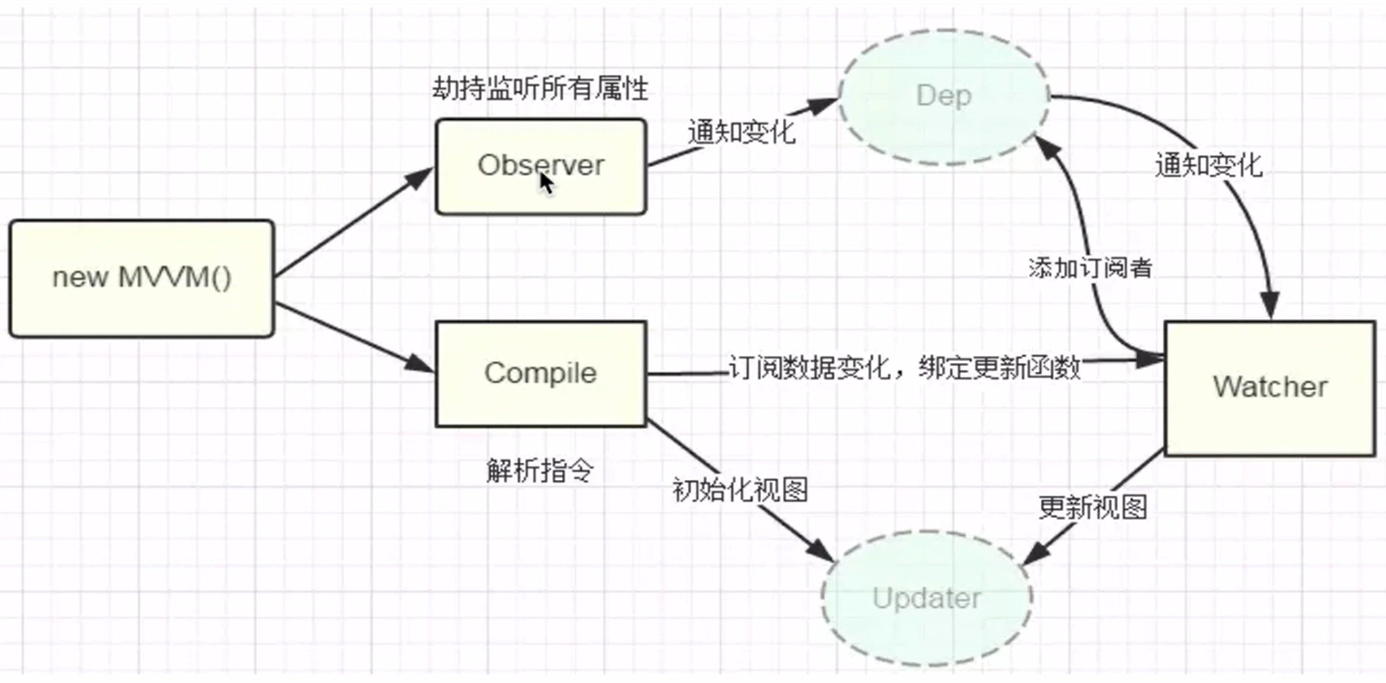 劫持监听所有属性
Observer
通知变化
Dep
通知变化
new MVVM()
添加订阅者
Compile
订阅数据变化，绑定更新函数
Watcher
解析指令
初始化视图
更新视图
Updater